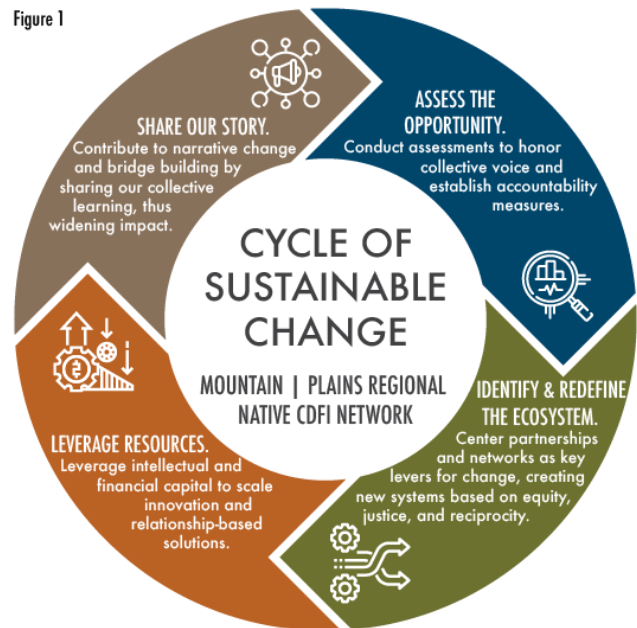 Figure 1
SHARE OUR STORY.
Contribute to narrative change
and bridge building by
sharing our collective
learning, thus
widening impact.
ASSESS THE
OPPORTUNITY.
Conduct assessments to honor
collective voice and
establish accountability
measures.
CYCLE OF
SUSTAINABLE
CHANGE
MOUNTAIN | PLAINS REGIONAL
NATIVE CDFI NETWORK
IDENTIFY & REDEFINE
THE ECOSYSTEM.
Center partnerships
and networks as key
levers for change, creating
new systems based on equity,
justice, and reciprocity.
LEVERAGE RESOURCES.
Leverage intellectual and
financial capital to scale
innovation and
relationship-based
solutions.